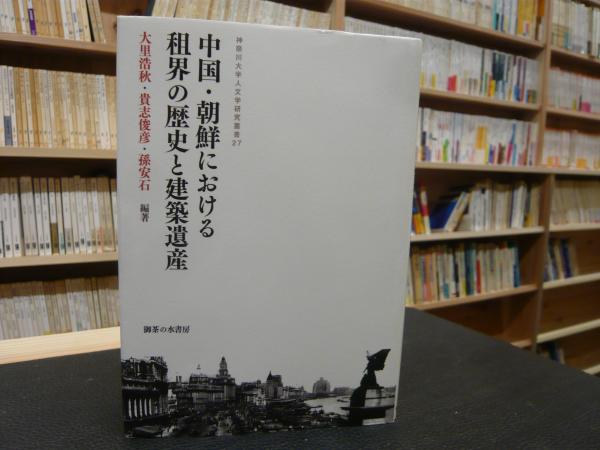 神奈川大学人文学研究叢書 27
中国・朝鮮における
租界の歴史と建築遺産
大里浩秋・貴志俊彦・孫安石 編著
御茶の水書房